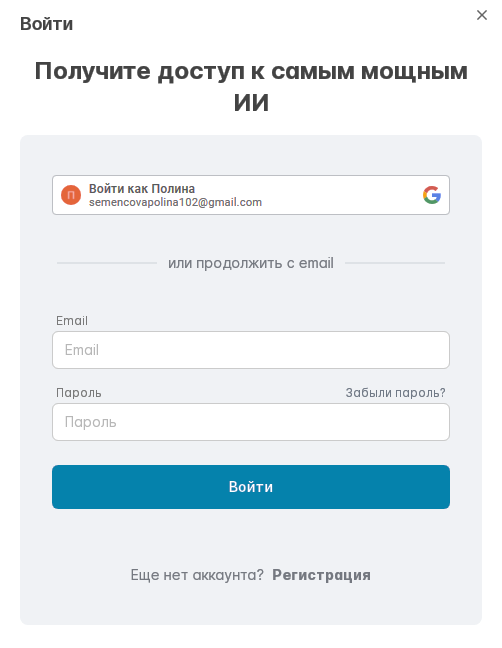 Войти
Получите доступ к самым мощным
ИИ
П
Войти как Полина
semencovapolina102@gmail.com
или продолжить с email
Email
Email
Пароль Забыли пароль?
Пароль
Войти
Еще нет аккаунта? Регистрация